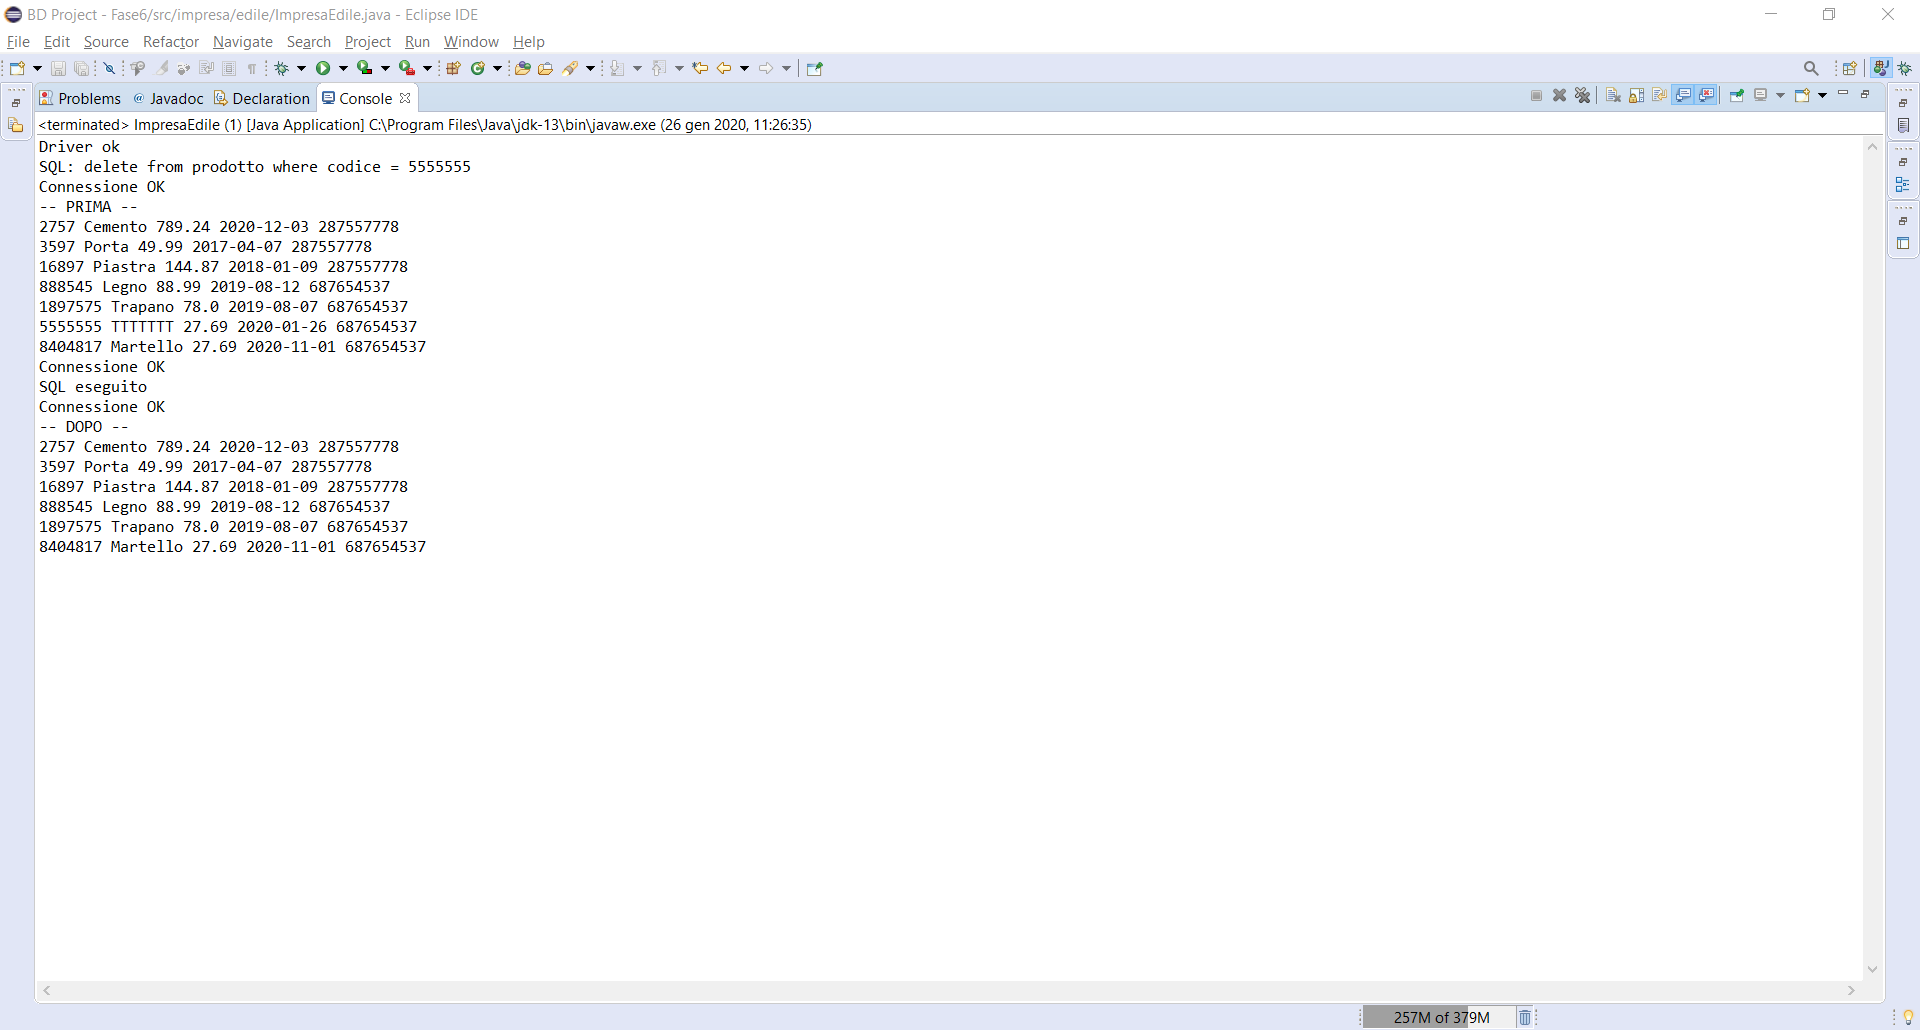 BD Project - Fase6/src/impresa/edile/ImpresaEdile.java - Eclipse IDE
File Edit Source Refactor Navigate Search Project Run Window Help
Problems @ Javadoc Declaration Console
<terminated> ImpresaEdile (1) [Java Application] C:\Program Files\Java\jdk-13\bin\javaw.exe (26 gen 2020, 11:26:35)
Driver ok
SQL: delete from prodotto where codice = 5555555
Connessione OK
-- PRIMA --
2757 Cemento 789.24 2020-12-03 287557778
3597 Porta 49.99 2017-04-07 287557778
16897 Piastra 144.87 2018-01-09 287557778
888545 Legno 88.99 2019-08-12 687654537
1897575 Trapano 78.0 2019-08-07 687654537
5555555 TTTTTTT 27.69 2020-01-26 687654537
8404817 Martello 27.69 2020-11-01 687654537
Connessione OK
SQL eseguito
Connessione OK
-- DOPO --
2757 Cemento 789.24 2020-12-03 287557778
3597 Porta 49.99 2017-04-07 287557778
16897 Piastra 144.87 2018-01-09 287557778
888545 Legno 88.99 2019-08-12 687654537
1897575 Trapano 78.0 2019-08-07 687654537
8404817 Martello 27.69 2020-11-01 687654537
257M of 379M